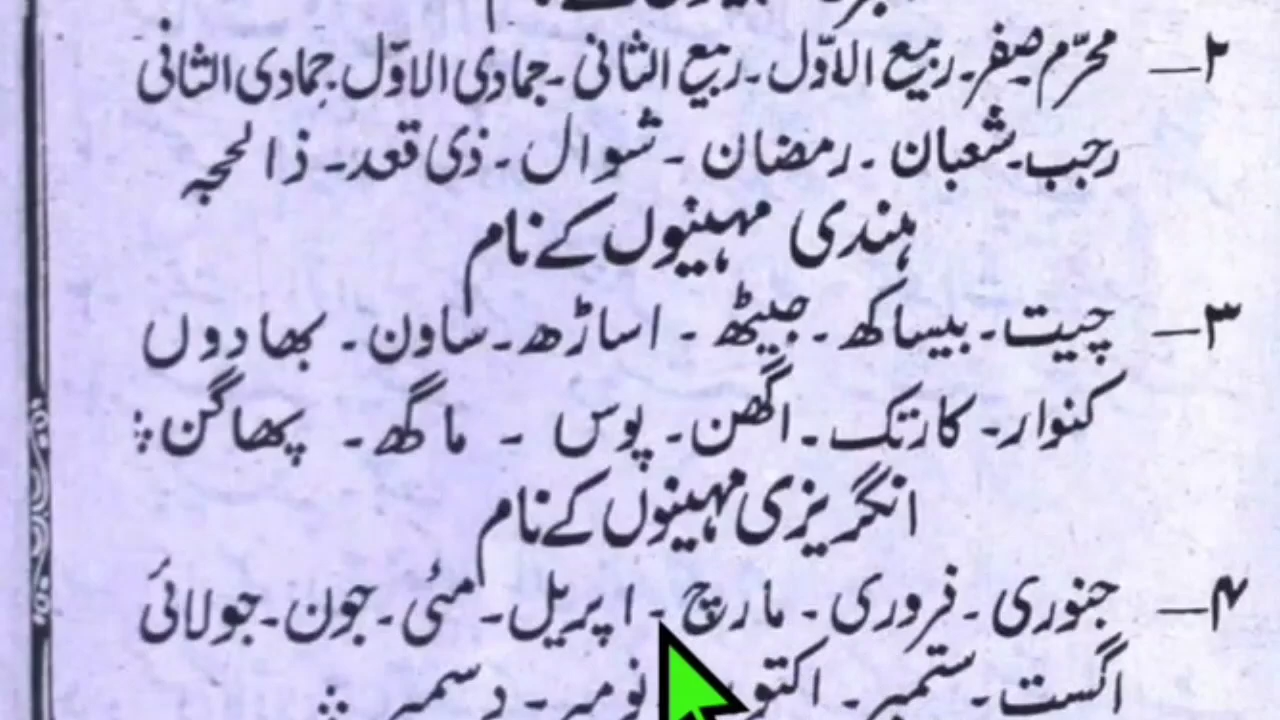 ۲— محرّم صفر۔ ربیع الاوّل۔ ربیع الثانی۔ جمادی الاوّل۔ جمادی الثانی
رجب۔ شعبان۔ رمضان۔ شوال۔ ذی قعد۔ ذالحجہ
ہندی مہینوں کے نام
۳— چیت۔ بیساکھ۔ جیٹھ۔ اساڑھ۔ ساون۔ بھادوں
کنوار۔ کارتک۔ اگھن۔ پوس۔ ماگھ۔ پھاگن
انگریزی مہینوں کے نام
۴— جنوری۔ فروری۔ مارچ۔ اپریل۔ مئی۔ جون۔ جولائی
اگست۔ ستمبر۔ اکتوبر۔ نومبر۔ دسمبر